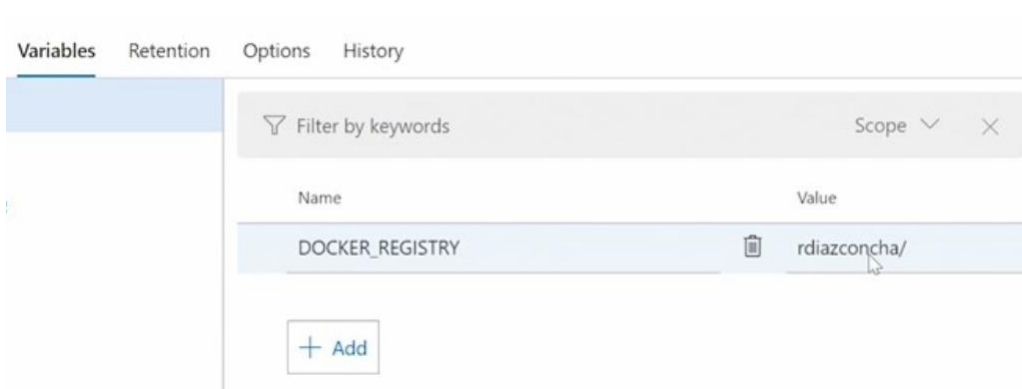 Variables Retention Options History
Filter by keywords Scope
Name Value
DOCKER_REGISTRY rdiazconcha/
Add